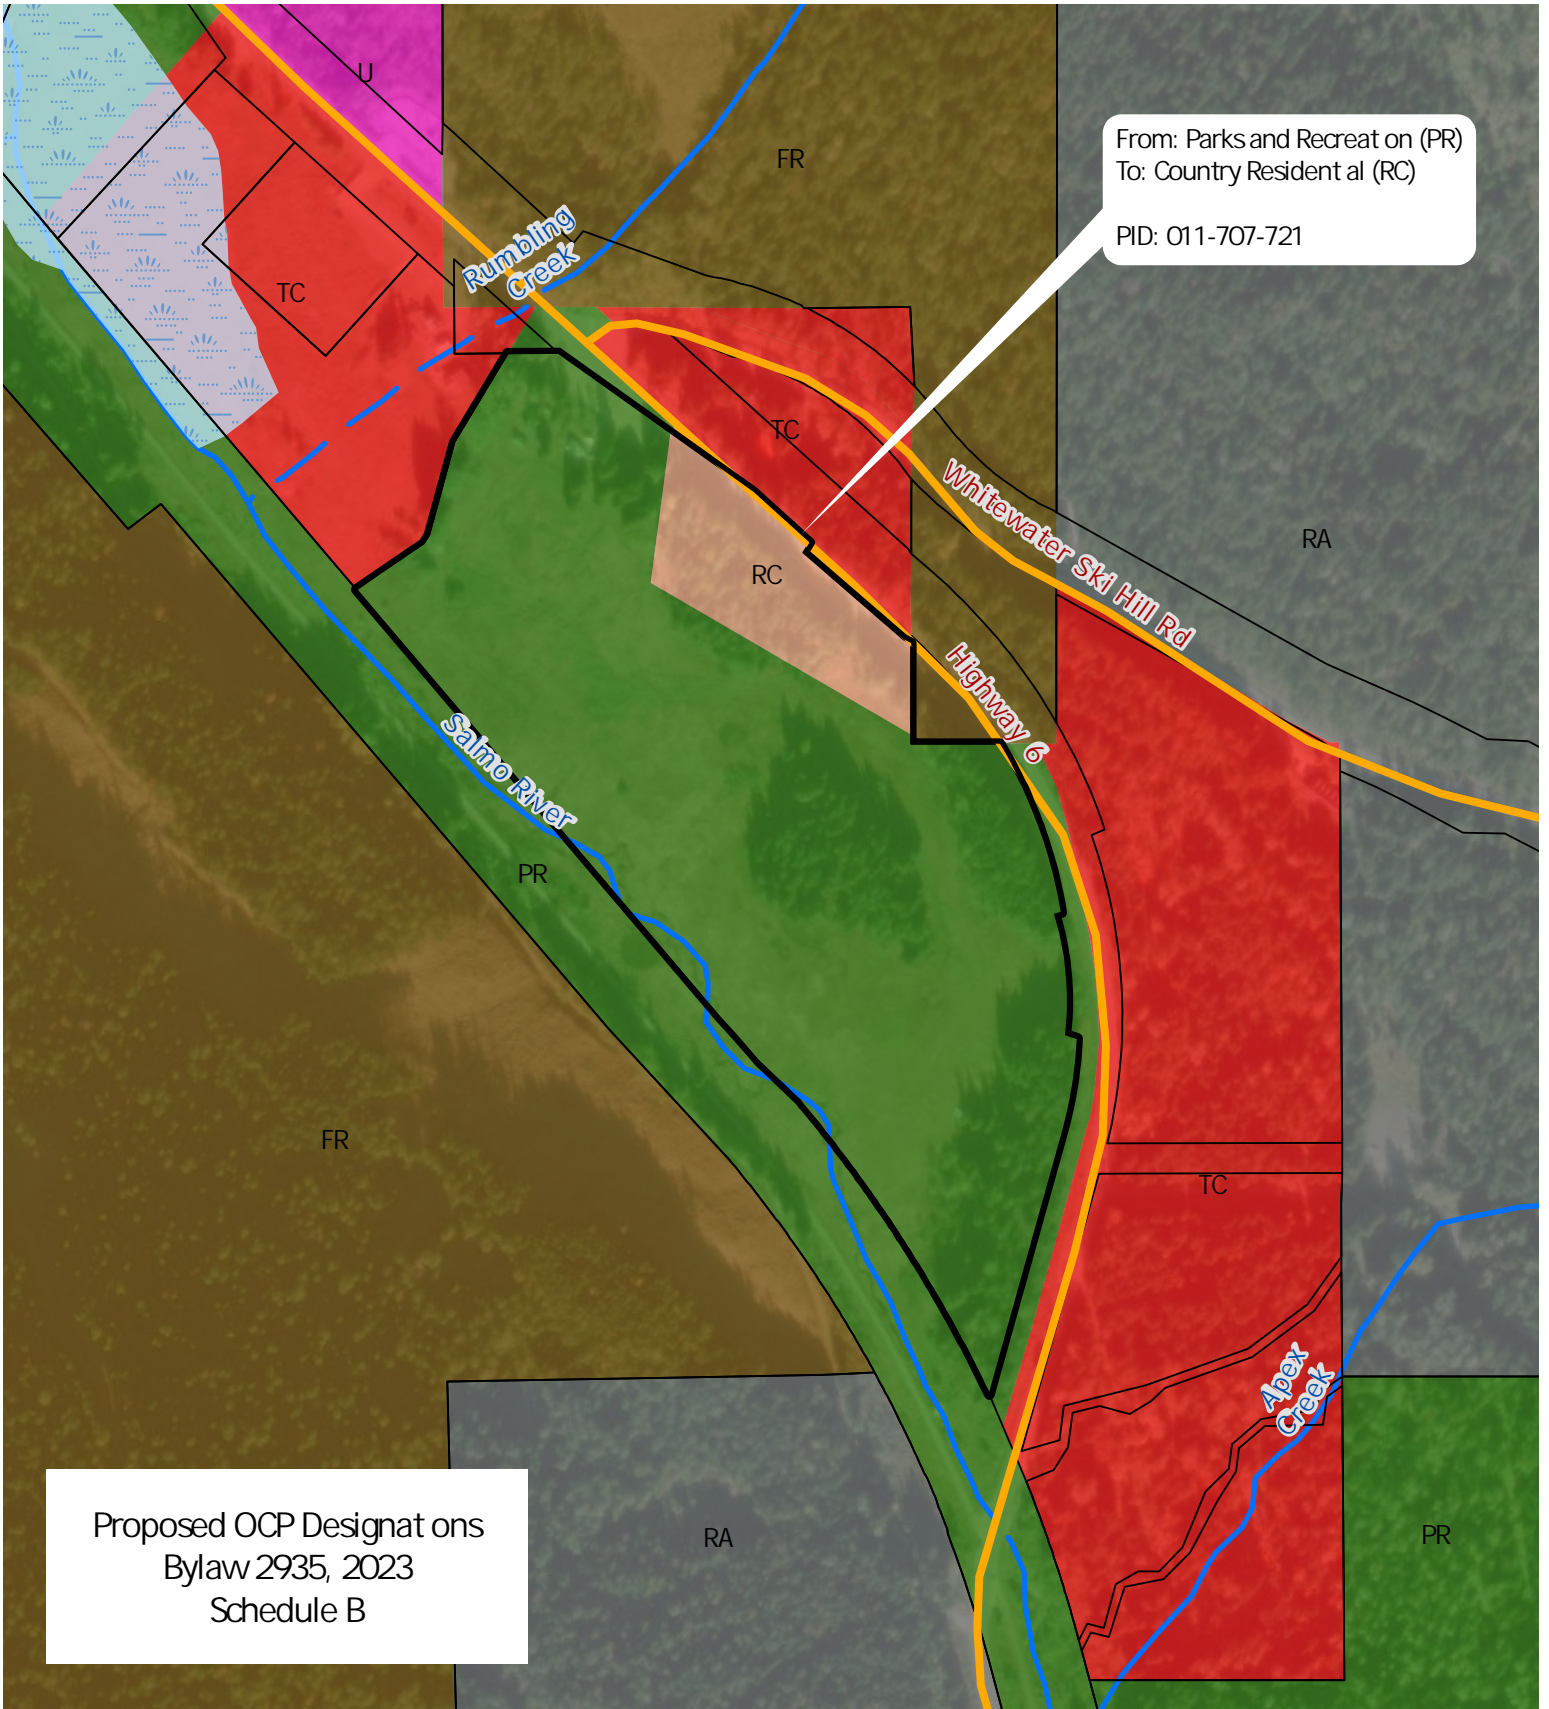 U
FR
From: Parks and Recreat on (PR)
To: Country Resident al (RC)
PID: 011-707-721
Rumbling
Creek
TC
TC
Whitewater Ski Hill Rd
RA
RC
Highway 6
Salmo River
PR
FR
TC
Apex
Creek
Proposed OCP Designat ons
Bylaw 2935, 2023
Schedule B
RA
PR